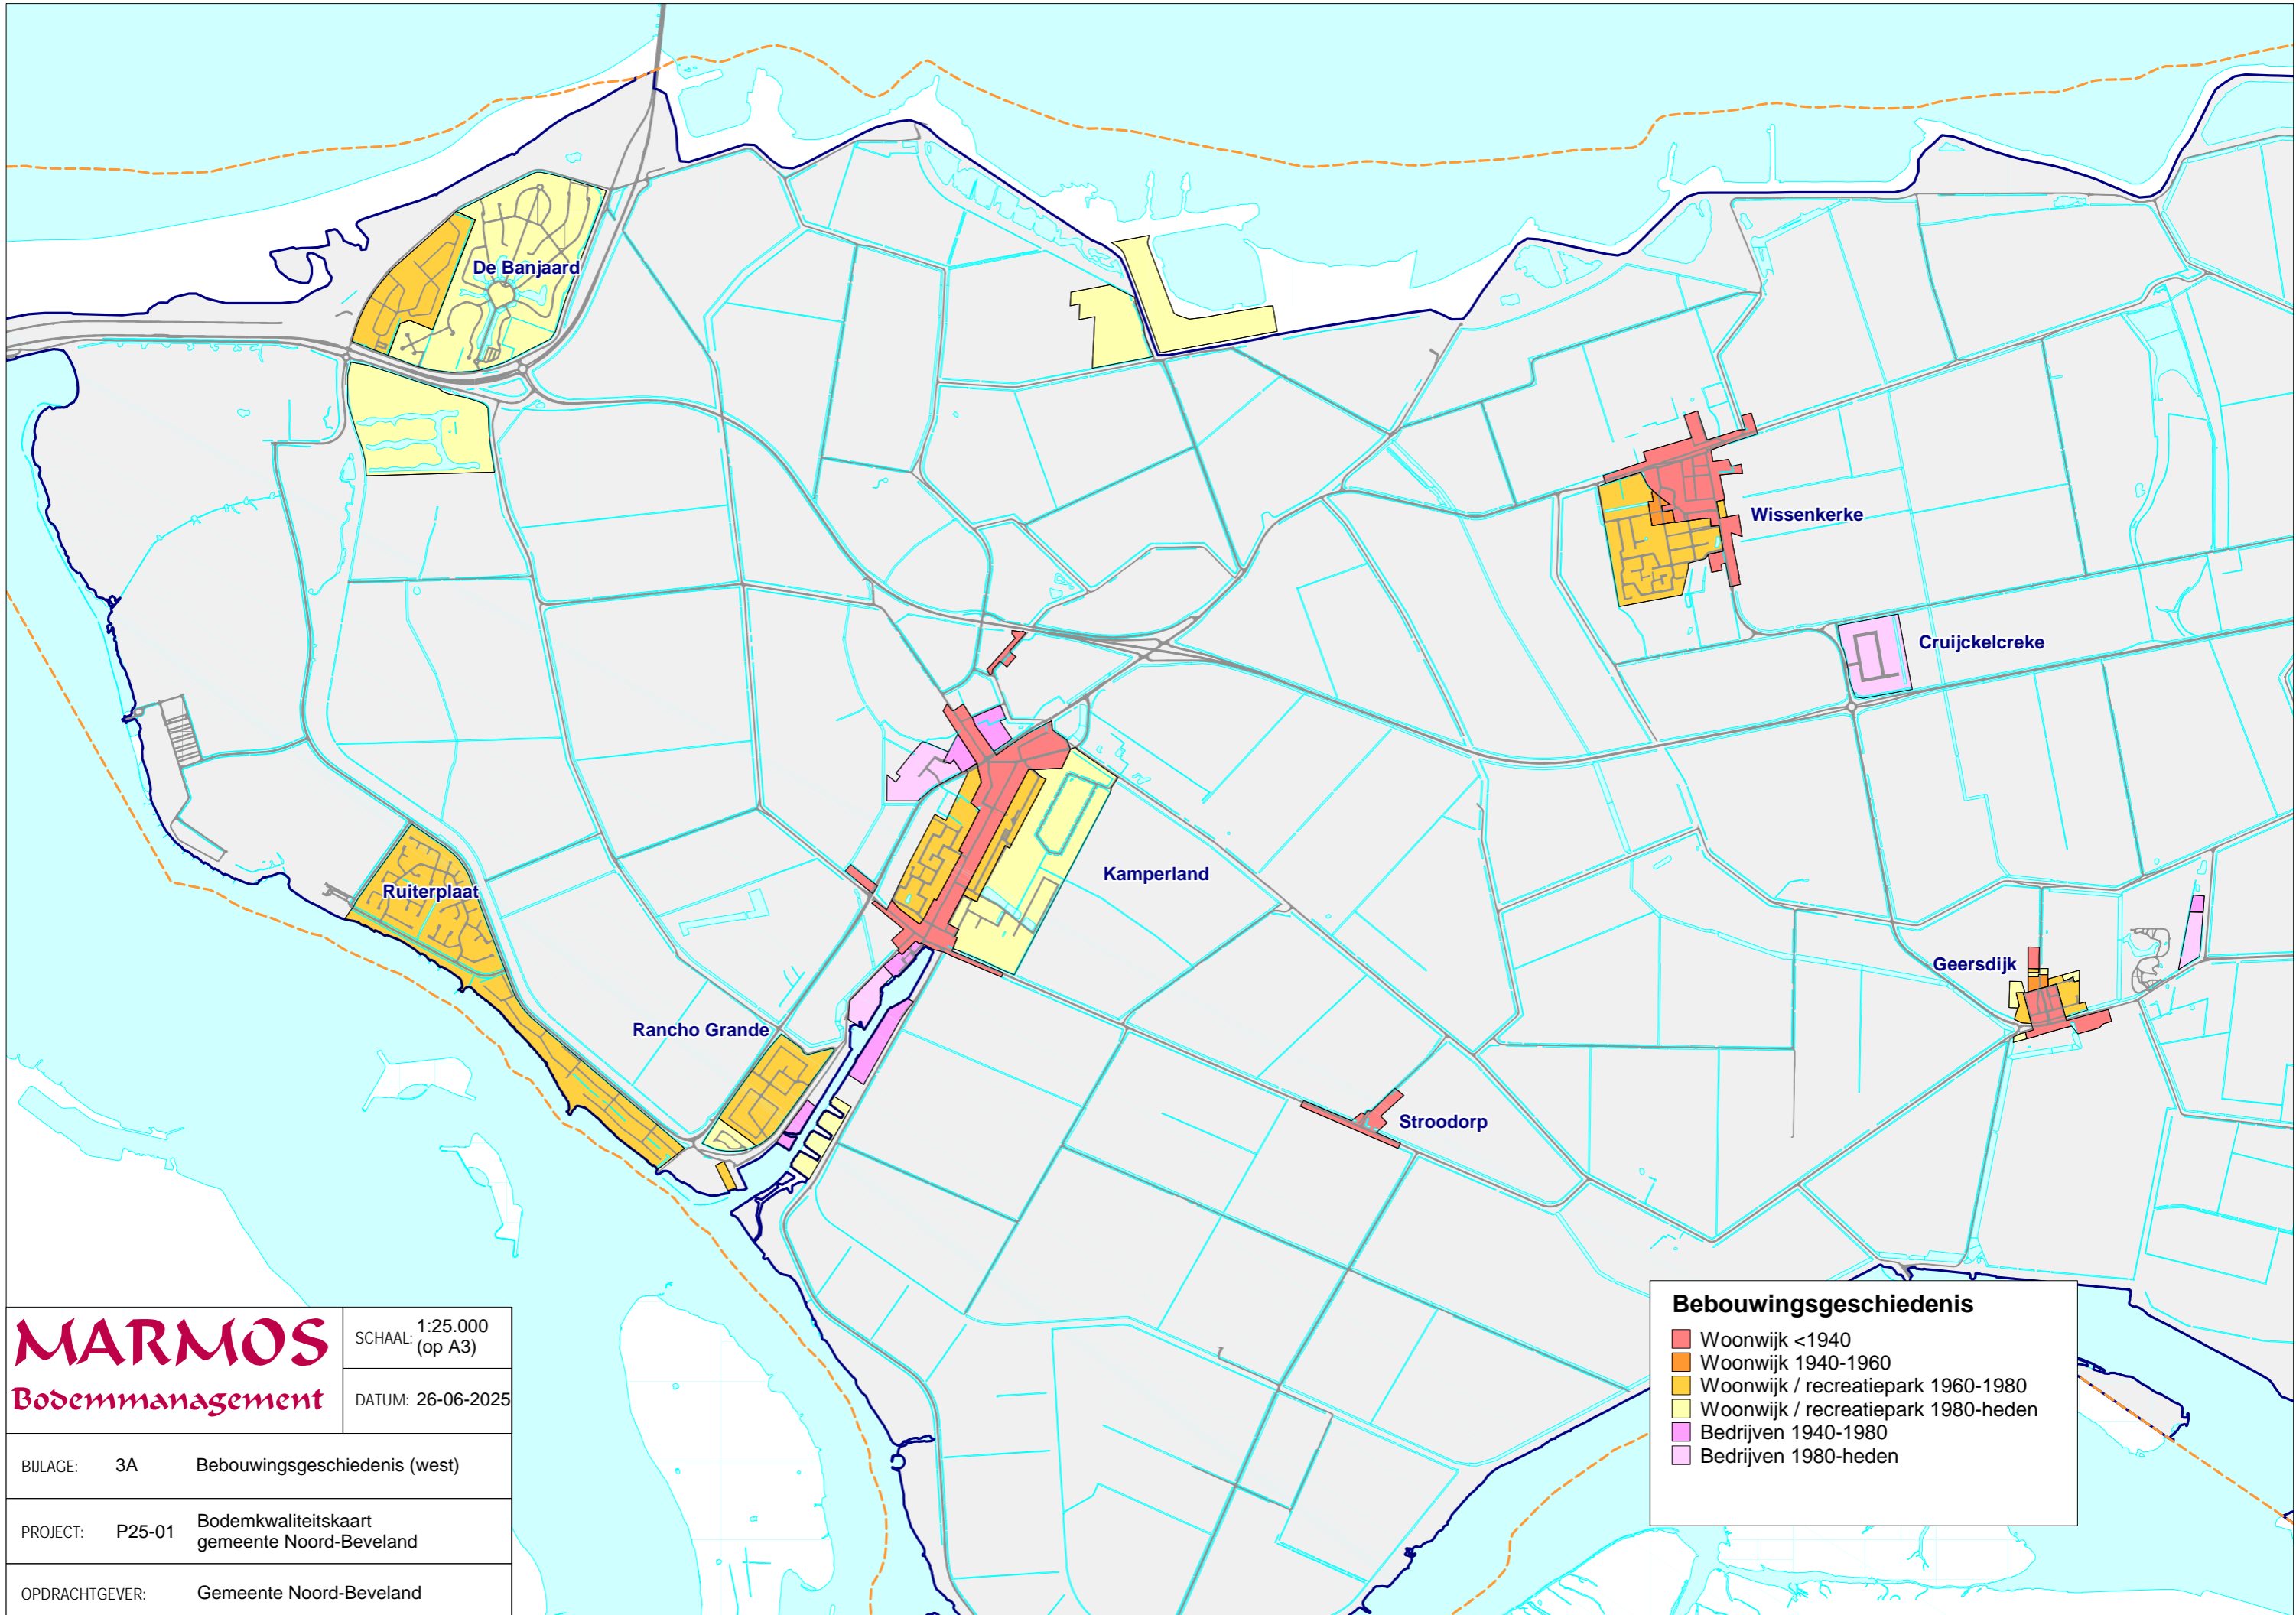 De Banjaard
Wissenkerke
Cruijckelcreke
Kamperland
Ruiterplaat
Geersdijk
Rancho Grande
Stroodorp
Bebouwingsgeschiedenis
Woonwijk <1940
Woonwijk 1940-1960
Woonwijk / recreatiepark 1960-1980
Woonwijk / recreatiepark 1980-heden
Bedrijven 1940-1980
Bedrijven 1980-heden
MARMOS
Bodemmanagement
SCHAAL: 1:25.000
(op A3)
DATUM: 26-06-2025
BIJLAGE: 3A Bebouwingsgeschiedenis (west)
PROJECT: P25-01 Bodemkwaliteitskaart
gemeente Noord-Beveland
OPDRACHTGEVER: Gemeente Noord-Beveland